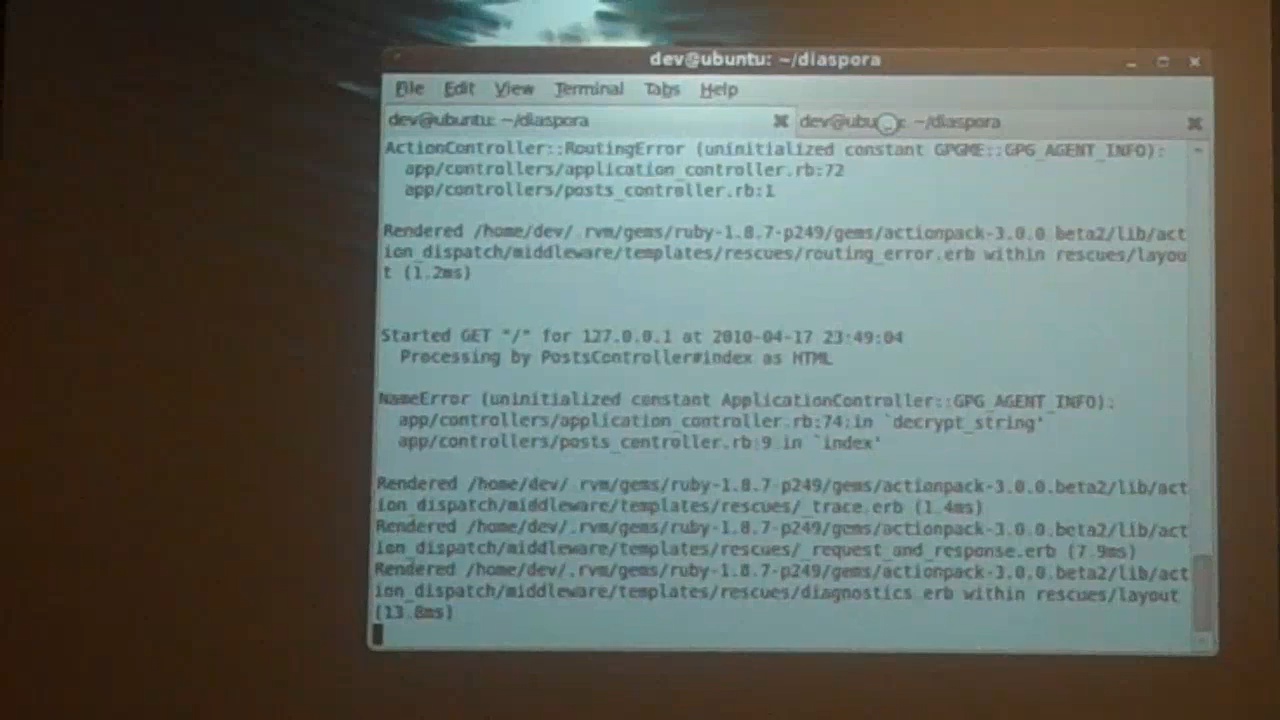 dev@ubuntu: ~/diaspora
File Edit View Terminal Tabs Help
dev@ubuntu: ~/diaspora dev@ubuntu: ~/diaspora
ActionController::RoutingError (uninitialized constant GPGME::GPG_AGENT_INFO):
app/controllers/application_controller.rb:72
app/controllers/posts_controller.rb:1
Rendered /home/dev/.rvm/gems/ruby-1.8.7-p249/gems/actionpack-3.0.0.beta2/lib/act
ion_dispatch/middleware/templates/rescues/routing_error.erb within rescues/layou
t (1.2ms)
Started GET "/" for 127.0.0.1 at 2010-04-17 23:49:04
Processing by PostsController#index as HTML
NameError (uninitialized constant ApplicationController::GPG_AGENT_INFO):
app/controllers/application_controller.rb:74:in `decrypt_string'
app/controllers/posts_controller.rb:9:in `index'
Rendered /home/dev/.rvm/gems/ruby-1.8.7-p249/gems/actionpack-3.0.0.beta2/lib/act
ion_dispatch/middleware/templates/rescues/_trace.erb (1.4ms)
Rendered /home/dev/.rvm/gems/ruby-1.8.7-p249/gems/actionpack-3.0.0.beta2/lib/act
ion_dispatch/middleware/templates/rescues/_request_and_response.erb (7.9ms)
Rendered /home/dev/.rvm/gems/ruby-1.8.7-p249/gems/actionpack-3.0.0.beta2/lib/act
ion_dispatch/middleware/templates/rescues/diagnostics.erb within rescues/layout
(13.8ms)